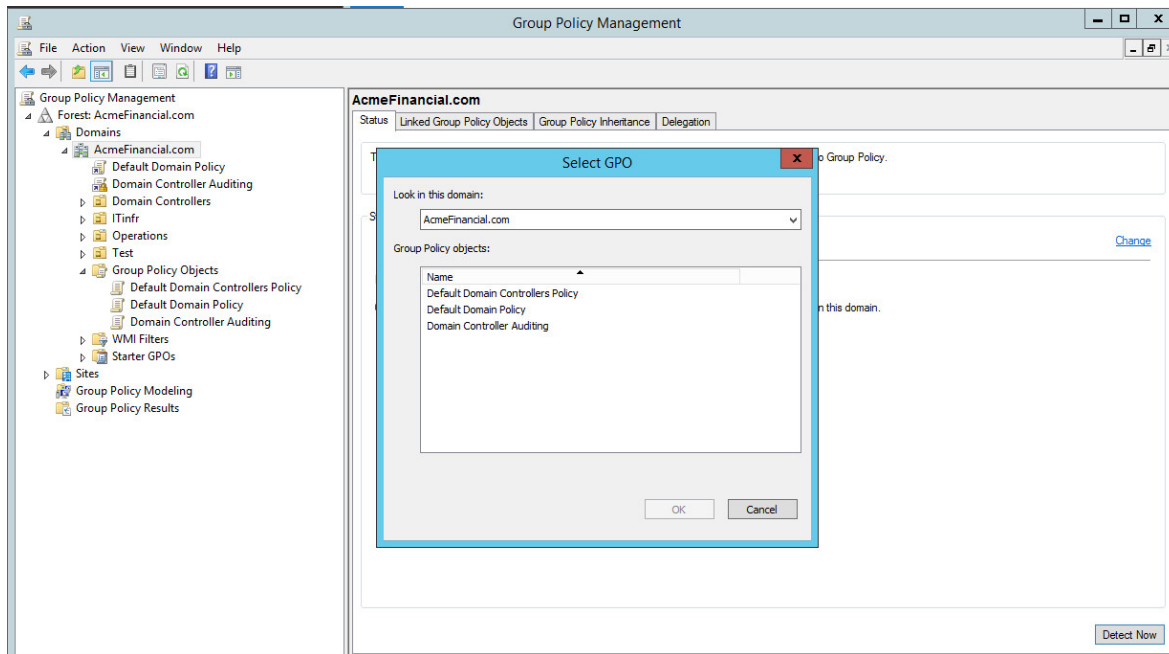 Group Policy Management
File Action View Window Help
Group Policy Management
Forest: AcmeFinancial.com
Domains
AcmeFinancial.com
Default Domain Policy
Domain Controller Auditing
Domain Controllers
ITinfr
Operations
Test
Group Policy Objects
Default Domain Controllers Policy
Default Domain Policy
Domain Controller Auditing
WMI Filters
Starter GPOs
Sites
Group Policy Modeling
Group Policy Results
AcmeFinancial.com
Status Linked Group Policy Objects Group Policy Inheritance Delegation
o Group Policy.
Change
n this domain.
Detect Now
Select GPO
Look in this domain:
AcmeFinancial.com
Group Policy objects:
Name
Default Domain Controllers Policy
Default Domain Policy
Domain Controller Auditing
OK Cancel